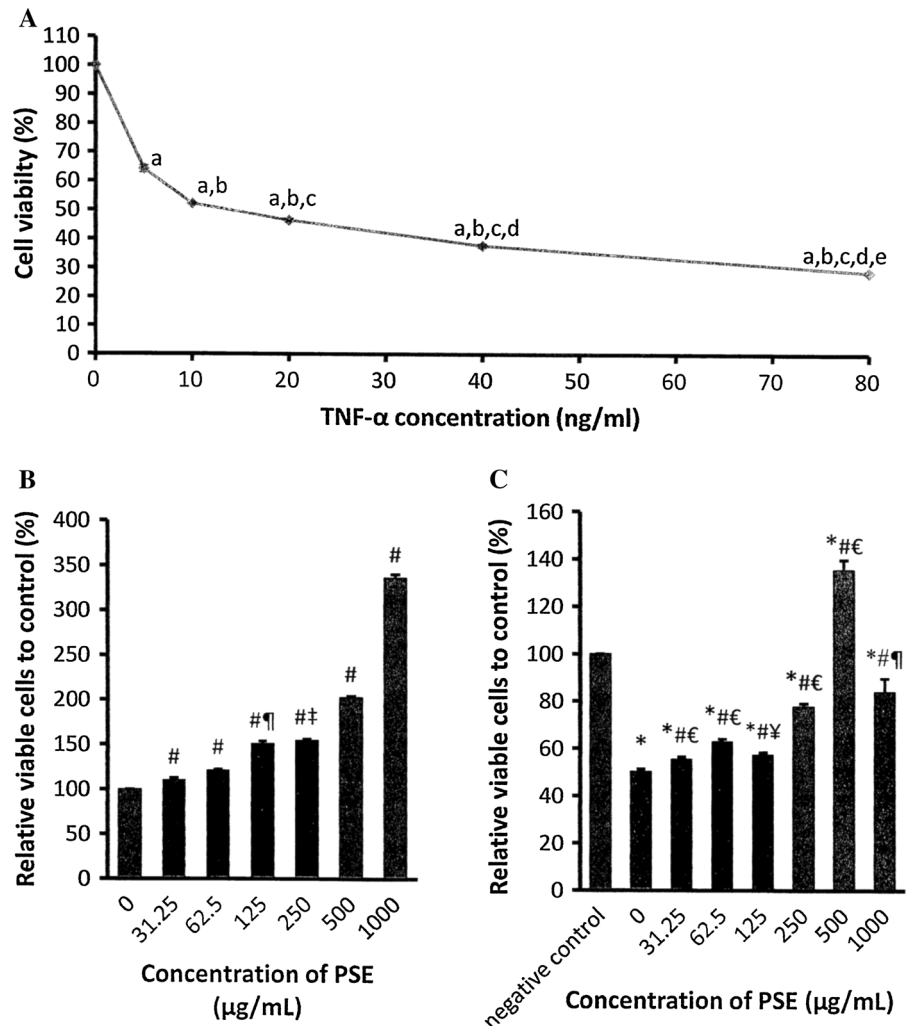 A
Cell viabilty (%)
110
100
90
80
70
60
50
40
30
20
10
0
a
a,b
a,b,c
a,b,c,d
a,b,c,d,e
0 10 20 30 40 50 60 70 80
TNF-α concentration (ng/ml)
B
Relative viable cells to control (%)
400
350
300
250
200
150
100
50
0
#
#
#¶
#‡
#
#
0 31.25 62.5 125 250 500 1000
Concentration of PSE
(µg/mL)
C
Relative viable cells to control (%)
160
140
120
100
80
60
40
20
0
*
*#€
*#€
*#¥
*#€
*#€
*#¶
negative control 0 31.25 62.5 125 250 500 1000
Concentration of PSE (µg/mL)